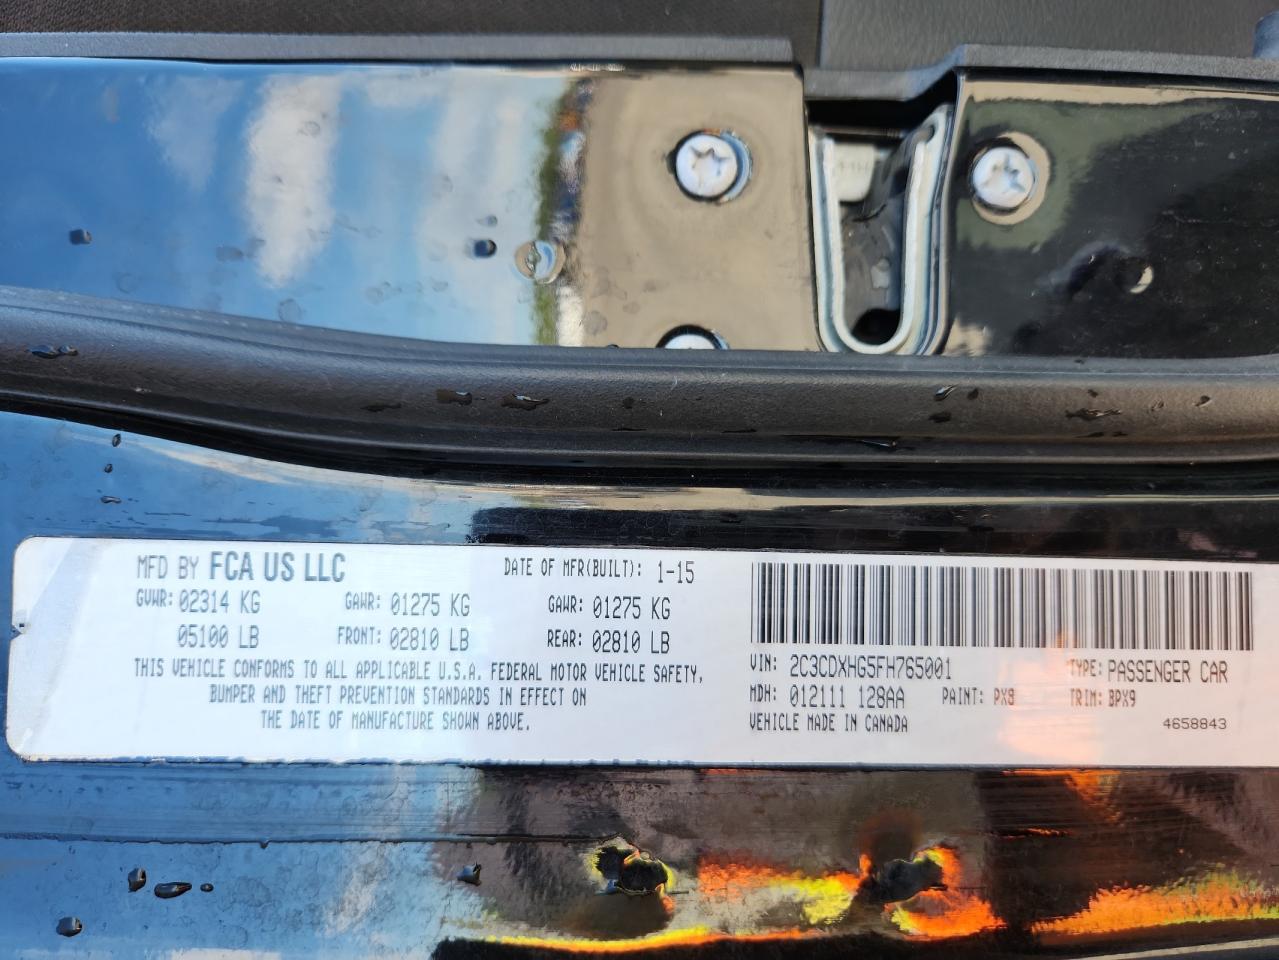 MFD BY FCA US LLC
DATE OF MFR(BUILT): 1-15
GVWR: 02314 KG GAWR: 01275 KG GAWR: 01275 KG
05100 LB FRONT: 02810 LB REAR: 02810 LB
THIS VEHICLE CONFORMS TO ALL APPLICABLE U.S.A. FEDERAL MOTOR VEHICLE SAFETY,
BUMPER AND THEFT PREVENTION STANDARDS IN EFFECT ON
THE DATE OF MANUFACTURE SHOWN ABOVE.
VIN: 2C3CDXHG5FH765001 TYPE: PASSENGER CAR
MDH: 012111 128AA PAINT: PX8 TRIM: BPX9
VEHICLE MADE IN CANADA 4658843